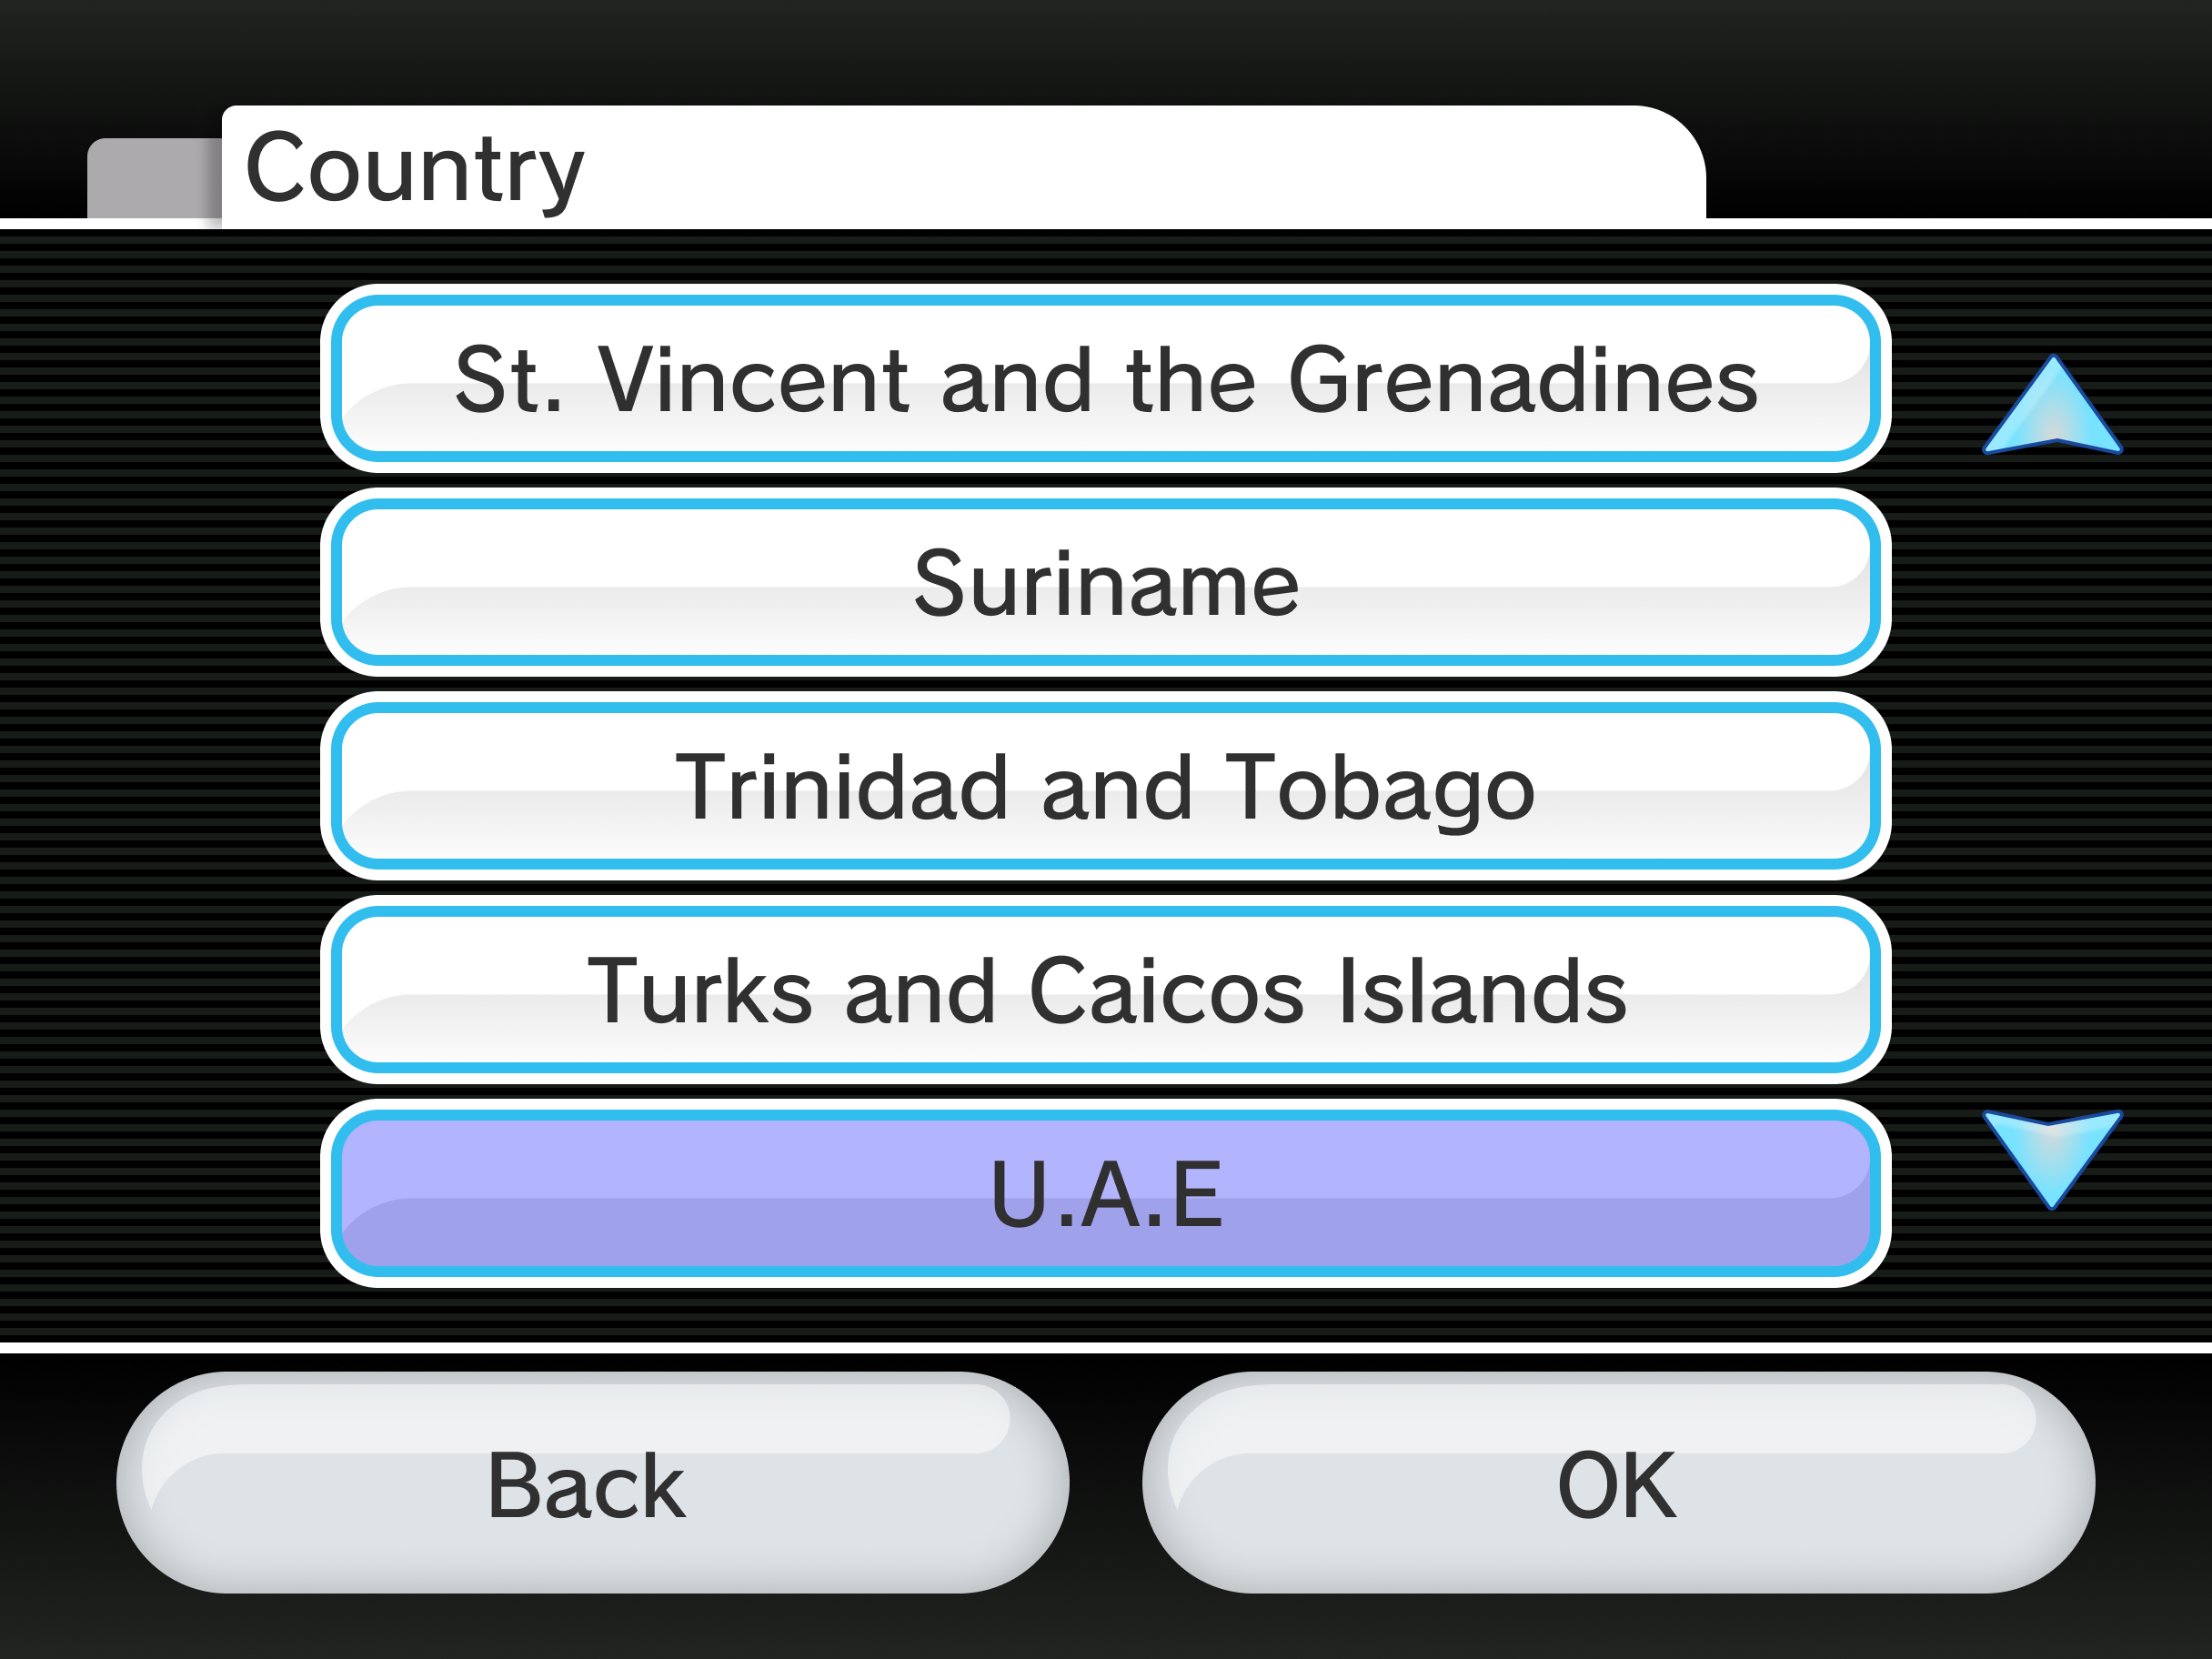 Country
St. Vincent and the Grenadines
Suriname
Trinidad and Tobago
Turks and Caicos Islands
U.A.E
Back
OK